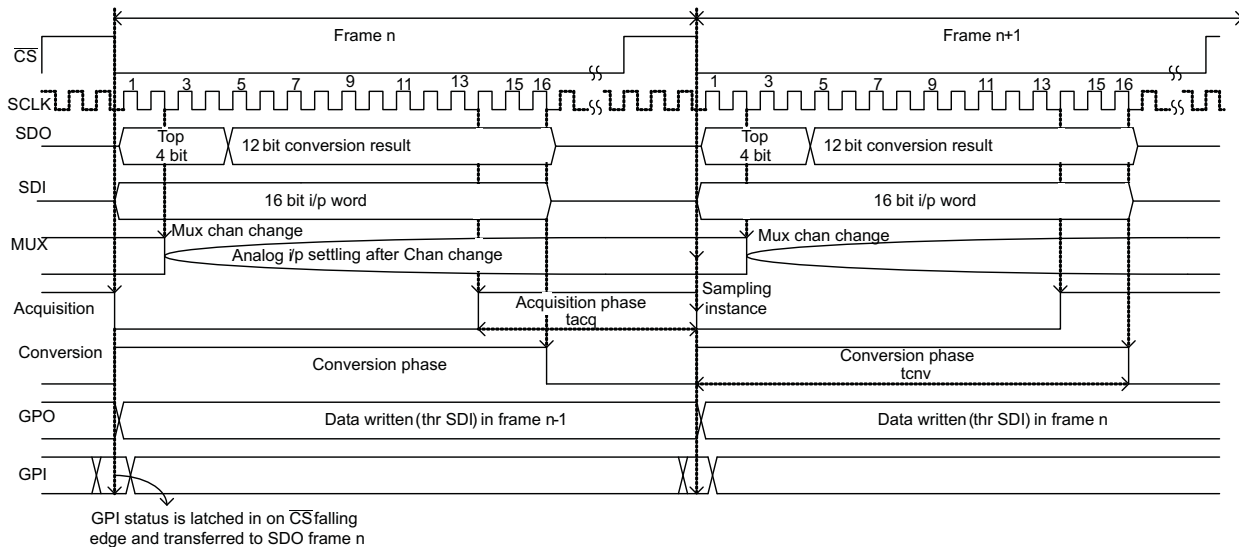 Frame n
Frame n+1
CS
1 3 5 7 9 11 13 15 16 1 3 5 7 9 11 13 15 16
SCLK
SDO
Top
4 bit
12 bit conversion result
Top
4 bit
12 bit conversion result
SDI
16 bit i/p word
16 bit i/p word
Mux chan change
Mux chan change
MUX
Analog i/p settling after Chan change
Acquisition
Acquisition phase
tacq
Sampling
instance
Conversion
Conversion phase
Conversion phase
tcnv
GPO
Data written (thr SDI) in frame n-1
Data written (thr SDI) in frame n
GPI
GPI status is latched in on CS falling
edge and transferred to SDO frame n